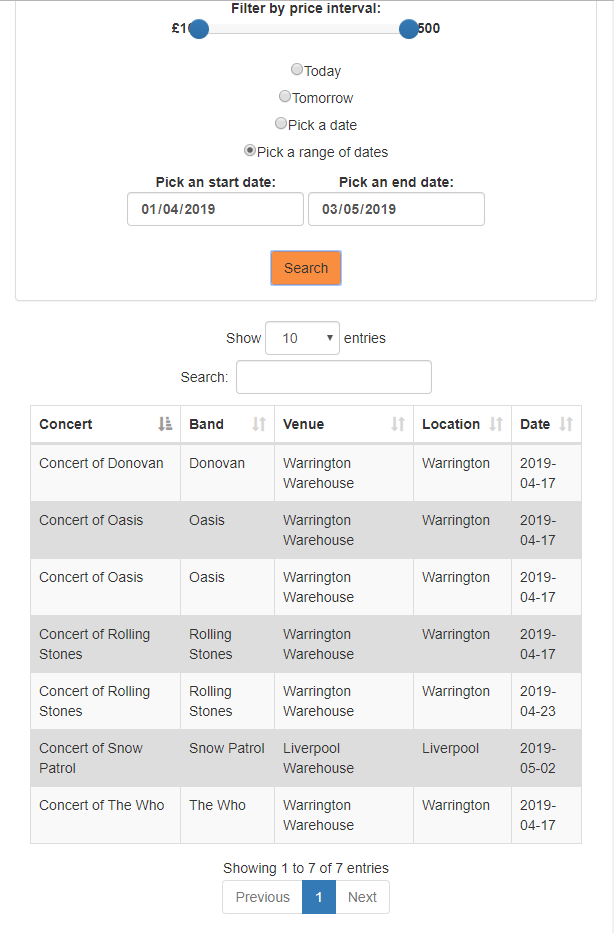 Filter by price interval:
£10 500
Today
Tomorrow
Pick a date
Pick a range of dates
Pick an start date: Pick an end date:
01/04/2019 03/05/2019
Search
Show 10 entries
Search:
Concert Band Venue Location Date
Concert of Donovan Donovan Warrington Warrington 2019-
Warehouse 04-17
Concert of Oasis Oasis Warrington Warrington 2019-
Warehouse 04-17
Concert of Oasis Oasis Warrington Warrington 2019-
Warehouse 04-17
Concert of Rolling Rolling Warrington Warrington 2019-
Stones Stones Warehouse 04-17
Concert of Rolling Rolling Warrington Warrington 2019-
Stones Stones Warehouse 04-23
Concert of Snow Snow Patrol Liverpool Liverpool 2019-
Patrol Warehouse 05-02
Concert of The Who The Who Warrington Warrington 2019-
Warehouse 04-17
Showing 1 to 7 of 7 entries
Previous 1 Next